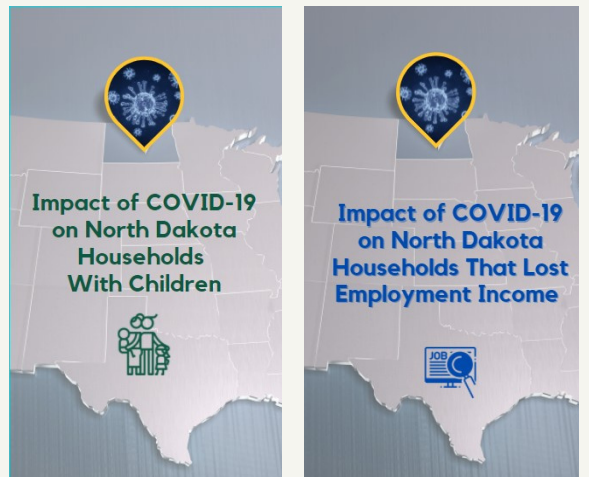 Impact of COVID-19
on North Dakota
Households
With Children
Impact of COVID-19
on North Dakota
Households That Lost
Employment Income
JOB